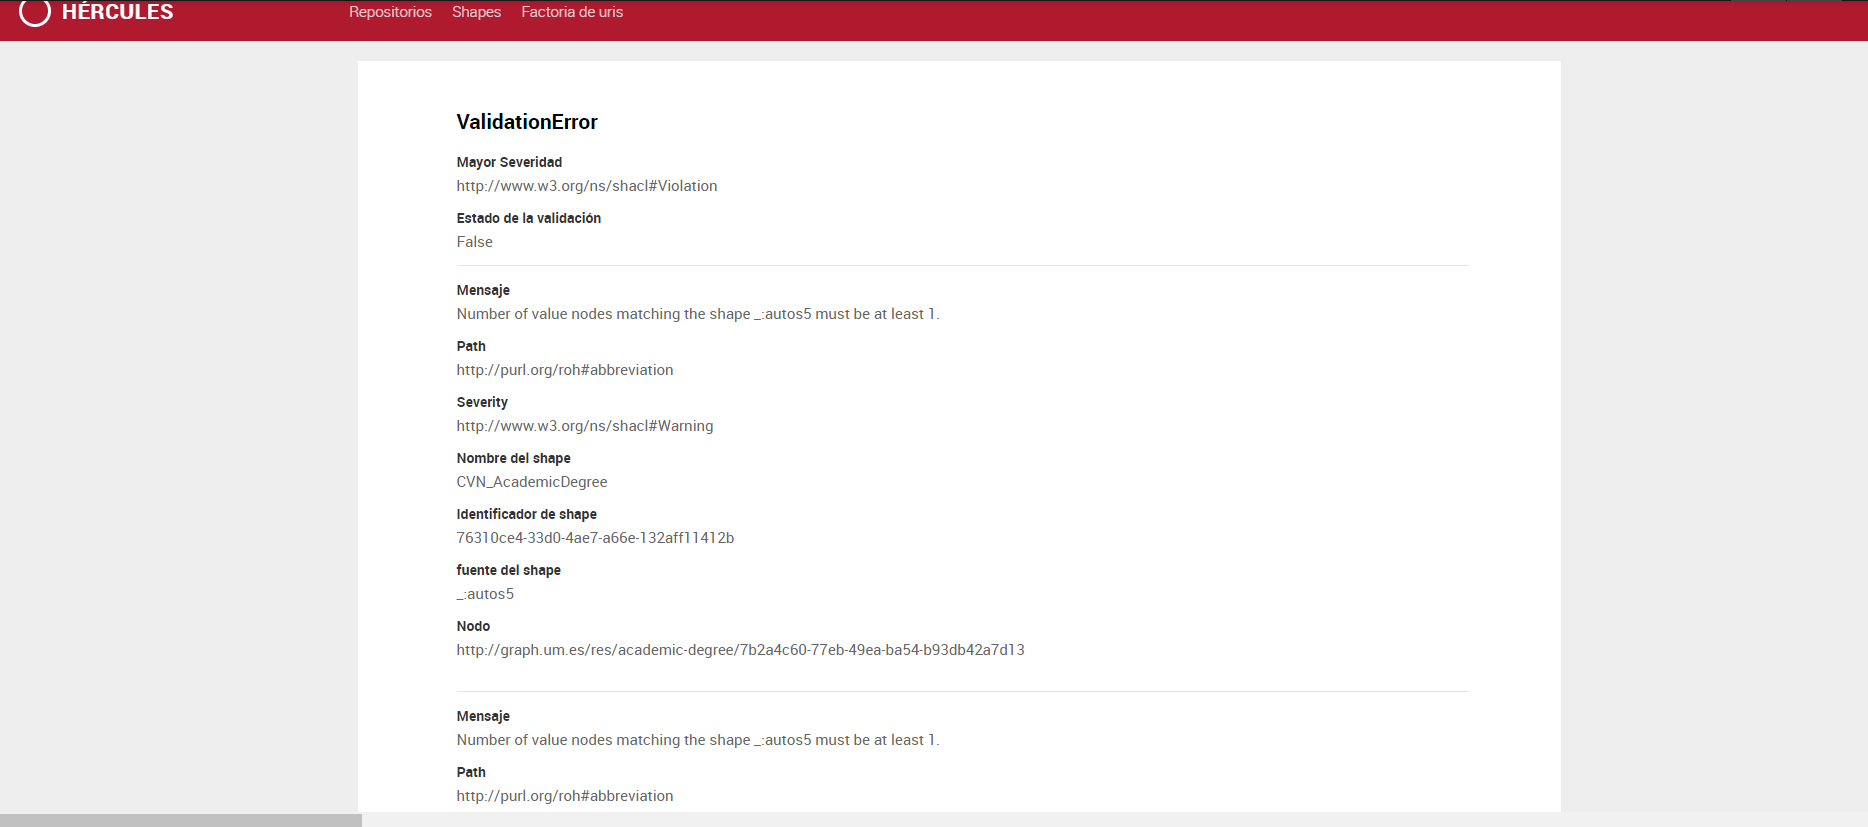 HÉRCULES
Repositorios Shapes Factoria de uris
ValidationError
Mayor Severidad
http://www.w3.org/ns/shacl#Violation
Estado de la validación
False
Mensaje
Number of value nodes matching the shape _:autos5 must be at least 1.
Path
http://purl.org/roh#abbreviation
Severity
http://www.w3.org/ns/shacl#Warning
Nombre del shape
CVN_AcademicDegree
Identificador de shape
76310ce4-33d0-4ae7-a66e-132aff11412b
fuente del shape
_:autos5
Nodo
http://graph.um.es/res/academic-degree/7b2a4c60-77eb-49ea-ba54-b93db42a7d13
Mensaje
Number of value nodes matching the shape _:autos5 must be at least 1.
Path
http://purl.org/roh#abbreviation